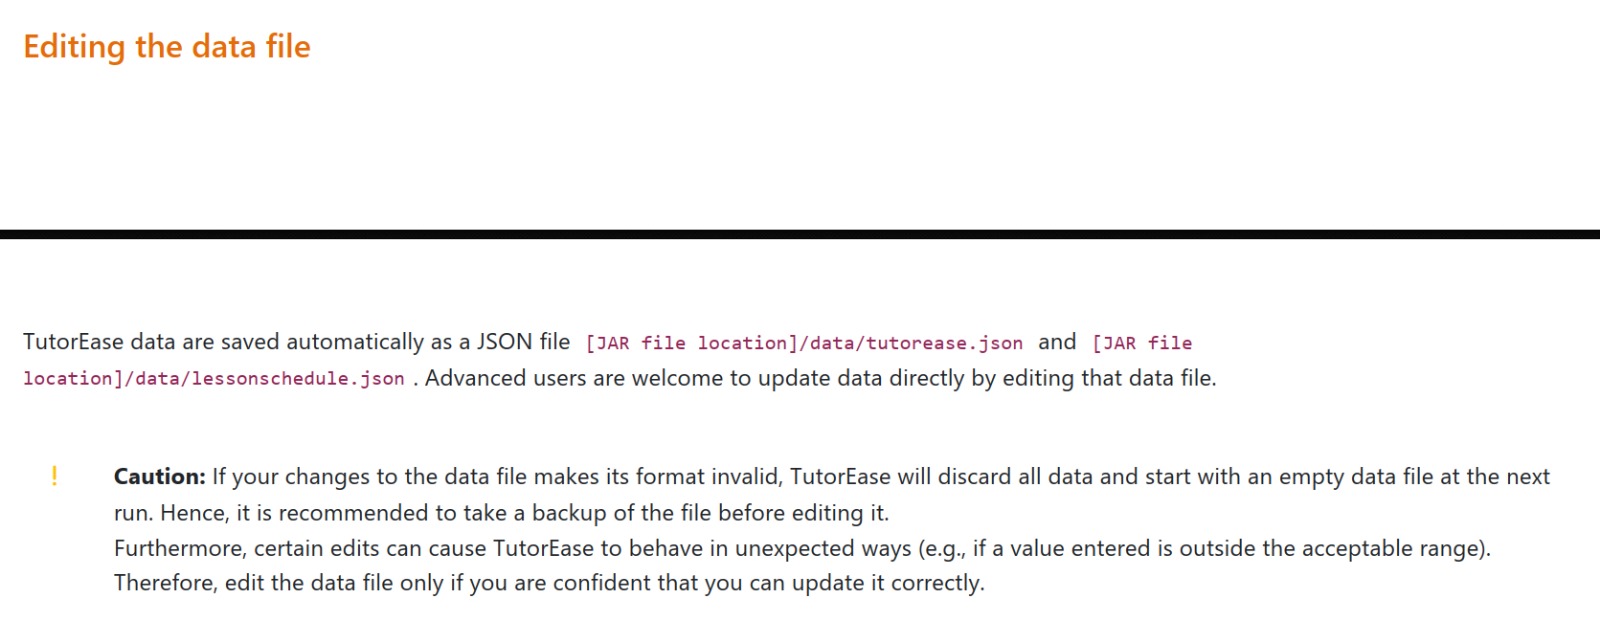 Editing the data file
TutorEase data are saved automatically as a JSON file [JAR file location]/data/tutorease.json and [JAR file
location]/data/lessonschedule.json . Advanced users are welcome to update data directly by editing that data file.
! Caution: If your changes to the data file makes its format invalid, TutorEase will discard all data and start with an empty data file at the next
run. Hence, it is recommended to take a backup of the file before editing it.
Furthermore, certain edits can cause TutorEase to behave in unexpected ways (e.g., if a value entered is outside the acceptable range).
Therefore, edit the data file only if you are confident that you can update it correctly.